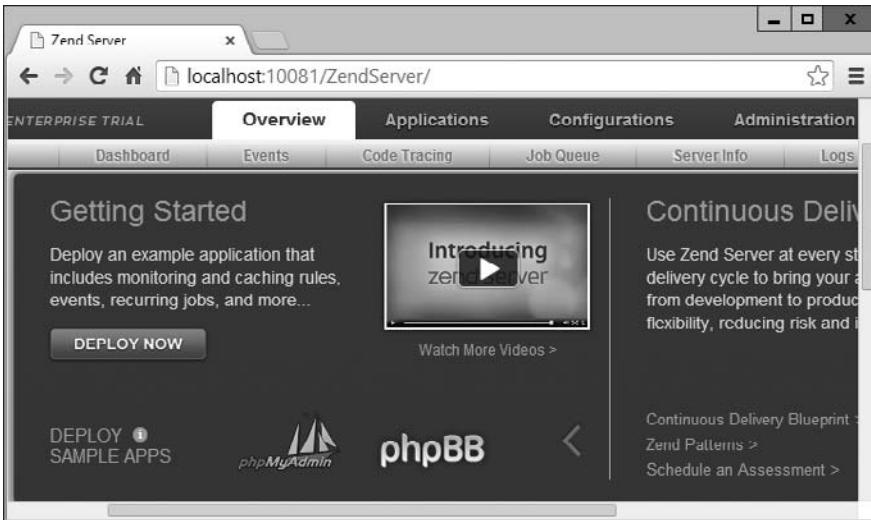 Zend Server
localhost:10081/ZendServer/
ENTERPRISE TRIAL
Overview
Applications
Configurations
Administration
Dashboard
Events
Code Tracing
Job Queue
Server Info
Logs
Getting Started
Deploy an example application that
includes monitoring and caching rules,
events, recurring jobs, and more...
DEPLOY NOW
Introducing
zend server
Watch More Videos >
Continuous Deliv
Use Zend Server at every st
delivery cycle to bring your a
from development to produc
flexibility, reducing risk and i
DEPLOY
SAMPLE APPS
phpMyAdmin
phpBB
Continuous Delivery Blueprint >
Zend Patterns >
Schedule an Assessment >